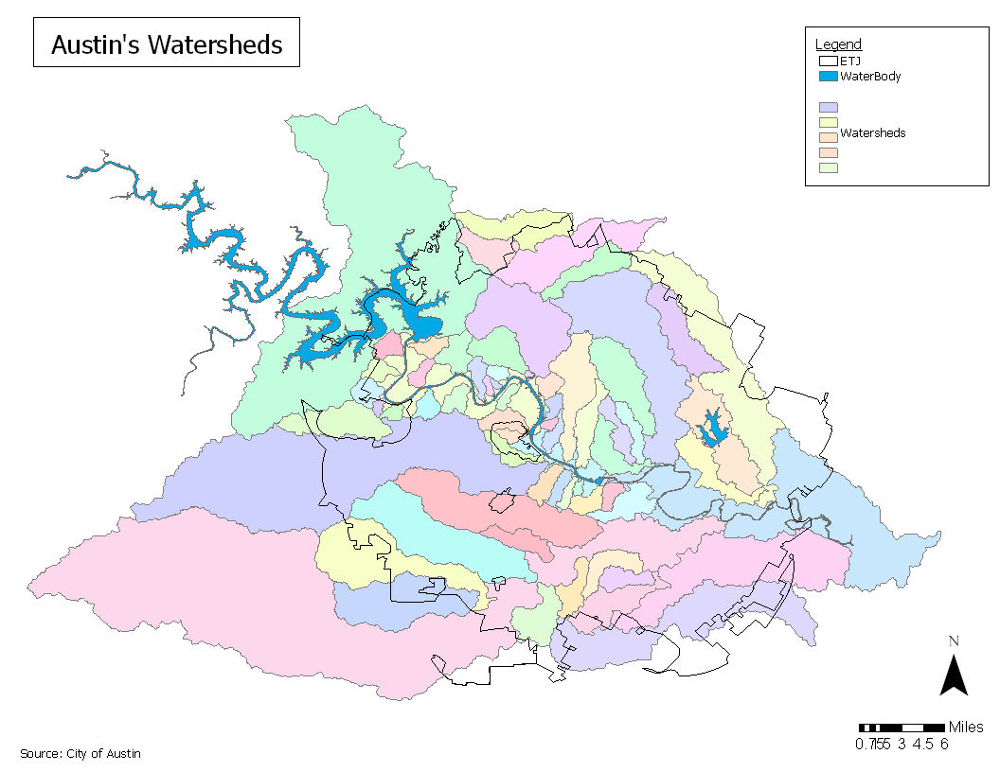 Austin's Watersheds
Legend
ETJ
WaterBody
Watersheds
N
Miles
3 4.5 6
Source: City of Austin